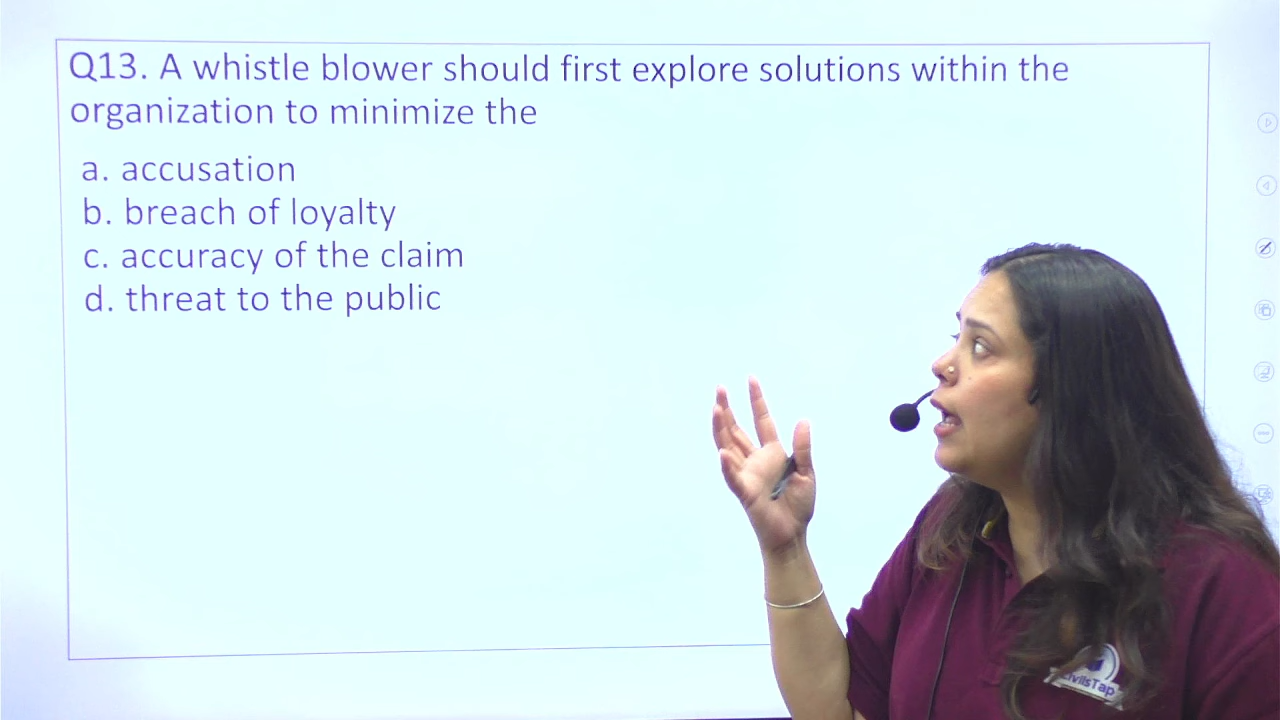 Q13. A whistle blower should first explore solutions within the
organization to minimize the
a. accusation
b. breach of loyalty
c. accuracy of the claim
d. threat to the public
CivilsTap